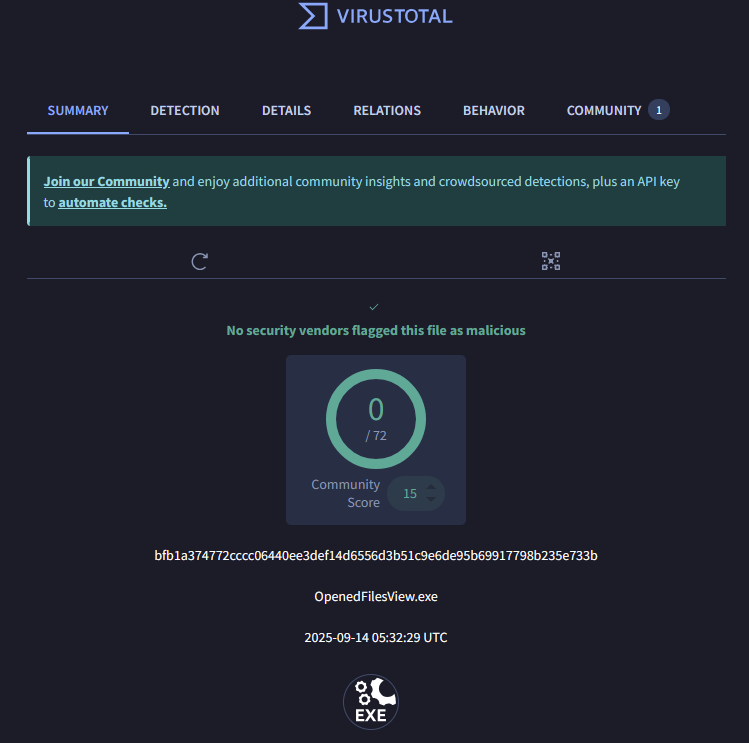 VIRUSTOTAL
SUMMARY DETECTION DETAILS RELATIONS BEHAVIOR COMMUNITY 1
Join our Community and enjoy additional community insights and crowdsourced detections, plus an API key
to automate checks.
No security vendors flagged this file as malicious
0
/ 72
Community
Score
15
bfb1a374772cccc06440ee3def14d6556d3b51c9e6de95b69917798b235e733b
OpenedFilesView.exe
2025-09-14 05:32:29 UTC
EXE